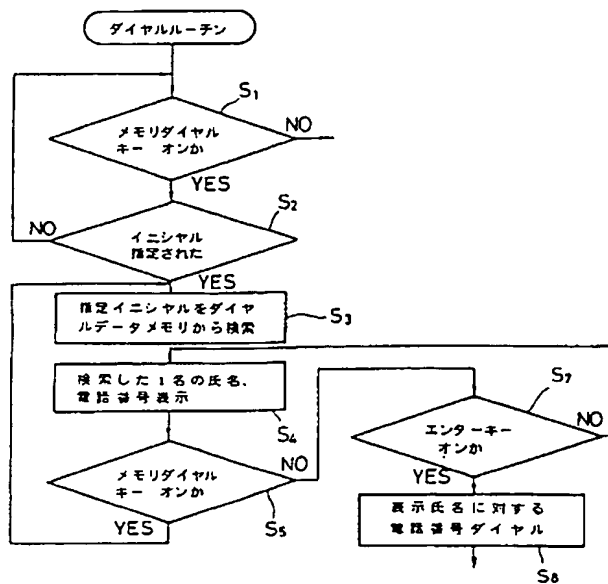 ダイヤルルーチン
S1
メモリダイヤル
キー オンか
NO
YES
S2
イニシャル
指定された
NO
YES
指定イニシャルをダイヤ
ルデータメモリから検索
S3
検索した1名の氏名、
電話番号表示
S4
メモリダイヤル
キー オンか
NO
S5
YES
S7
エンターキー
オンか
NO
YES
表示氏名に対する
電話番号ダイヤル
S8